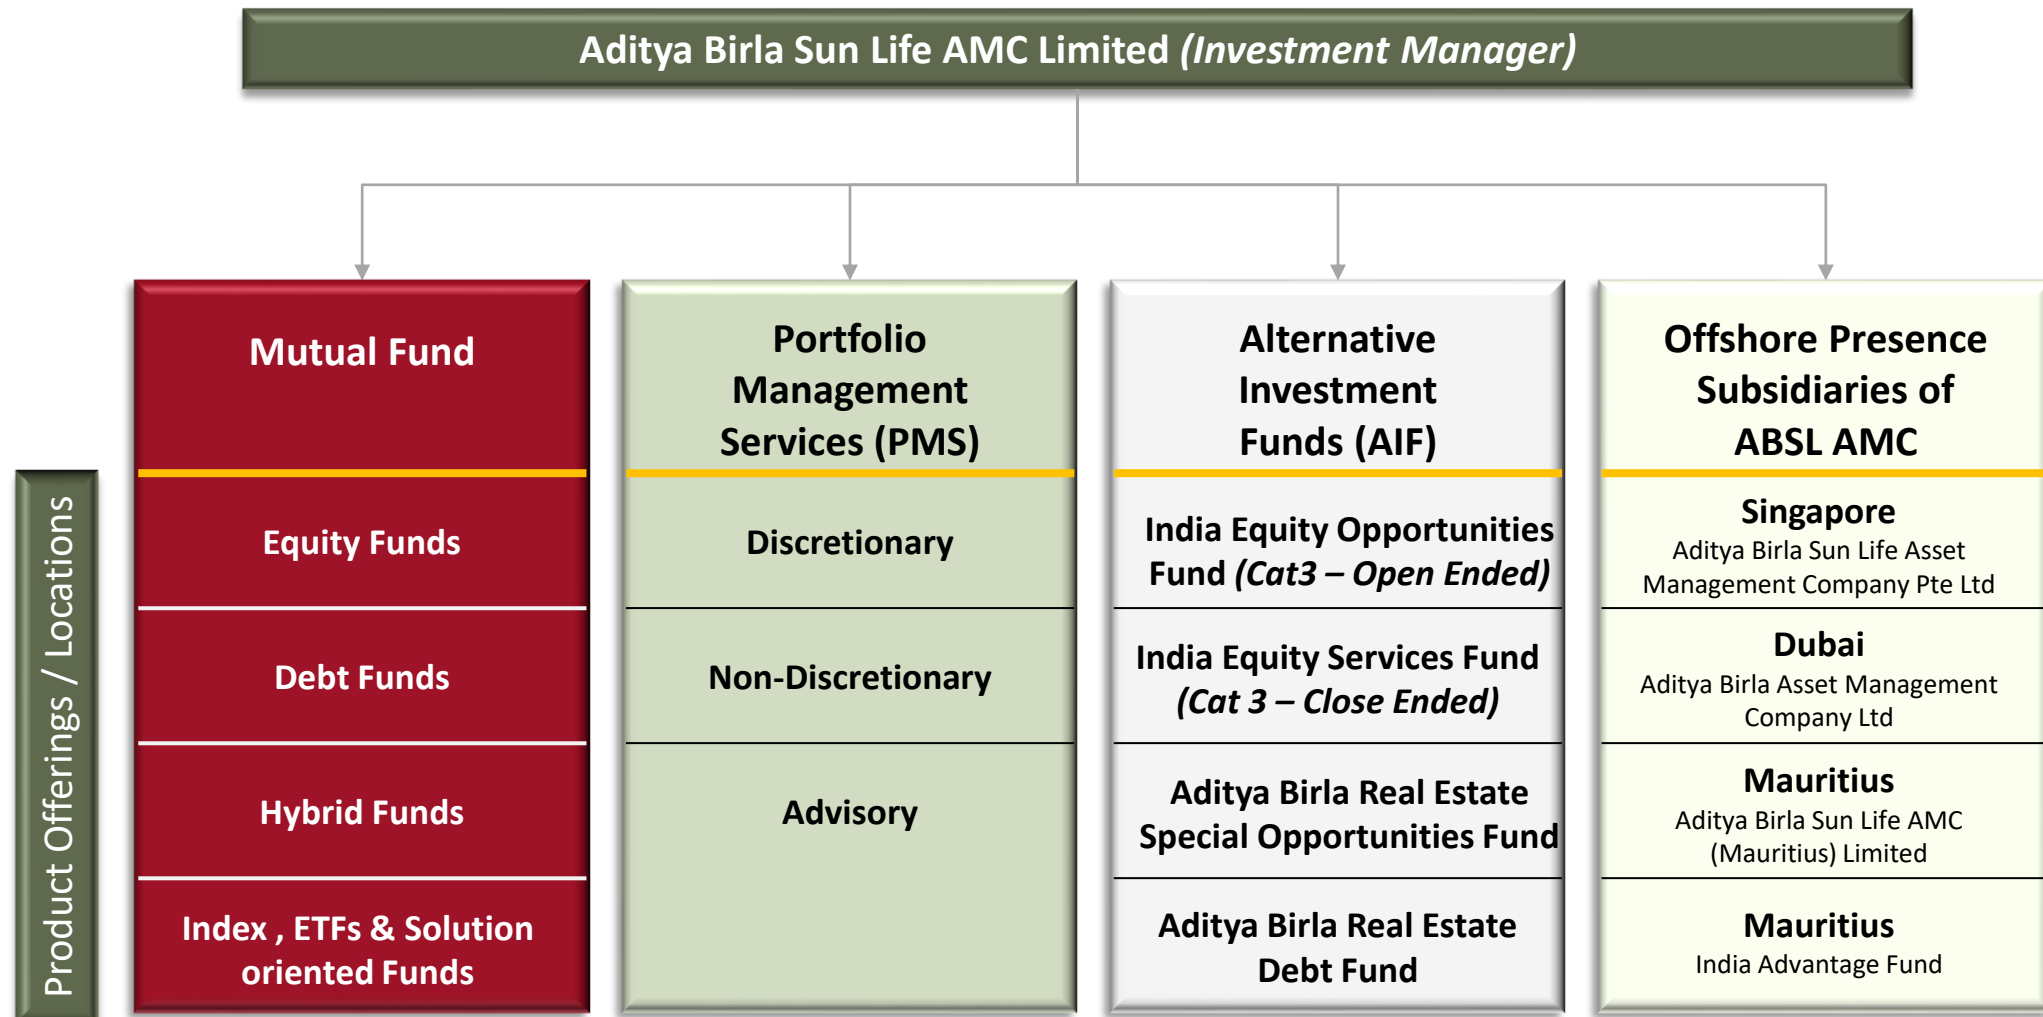 Aditya Birla Sun Life AMC Limited (Investment Manager)
Mutual Fund
Portfolio
Management
Services (PMS)
Alternative
Investment
Funds (AIF)
Offshore Presence
Subsidiaries of
ABSL AMC
Product Offerings / Locations
Equity Funds
Discretionary
India Equity Opportunities
Fund (Cat3 – Open Ended)
Singapore
Aditya Birla Sun Life Asset
Management Company Pte Ltd
Debt Funds
Non-Discretionary
India Equity Services Fund
(Cat 3 – Close Ended)
Dubai
Aditya Birla Asset Management
Company Ltd
Hybrid Funds
Advisory
Aditya Birla Real Estate
Special Opportunities Fund
Mauritius
Aditya Birla Sun Life AMC
(Mauritius) Limited
Index , ETFs & Solution
oriented Funds
Aditya Birla Real Estate
Debt Fund
Mauritius
India Advantage Fund